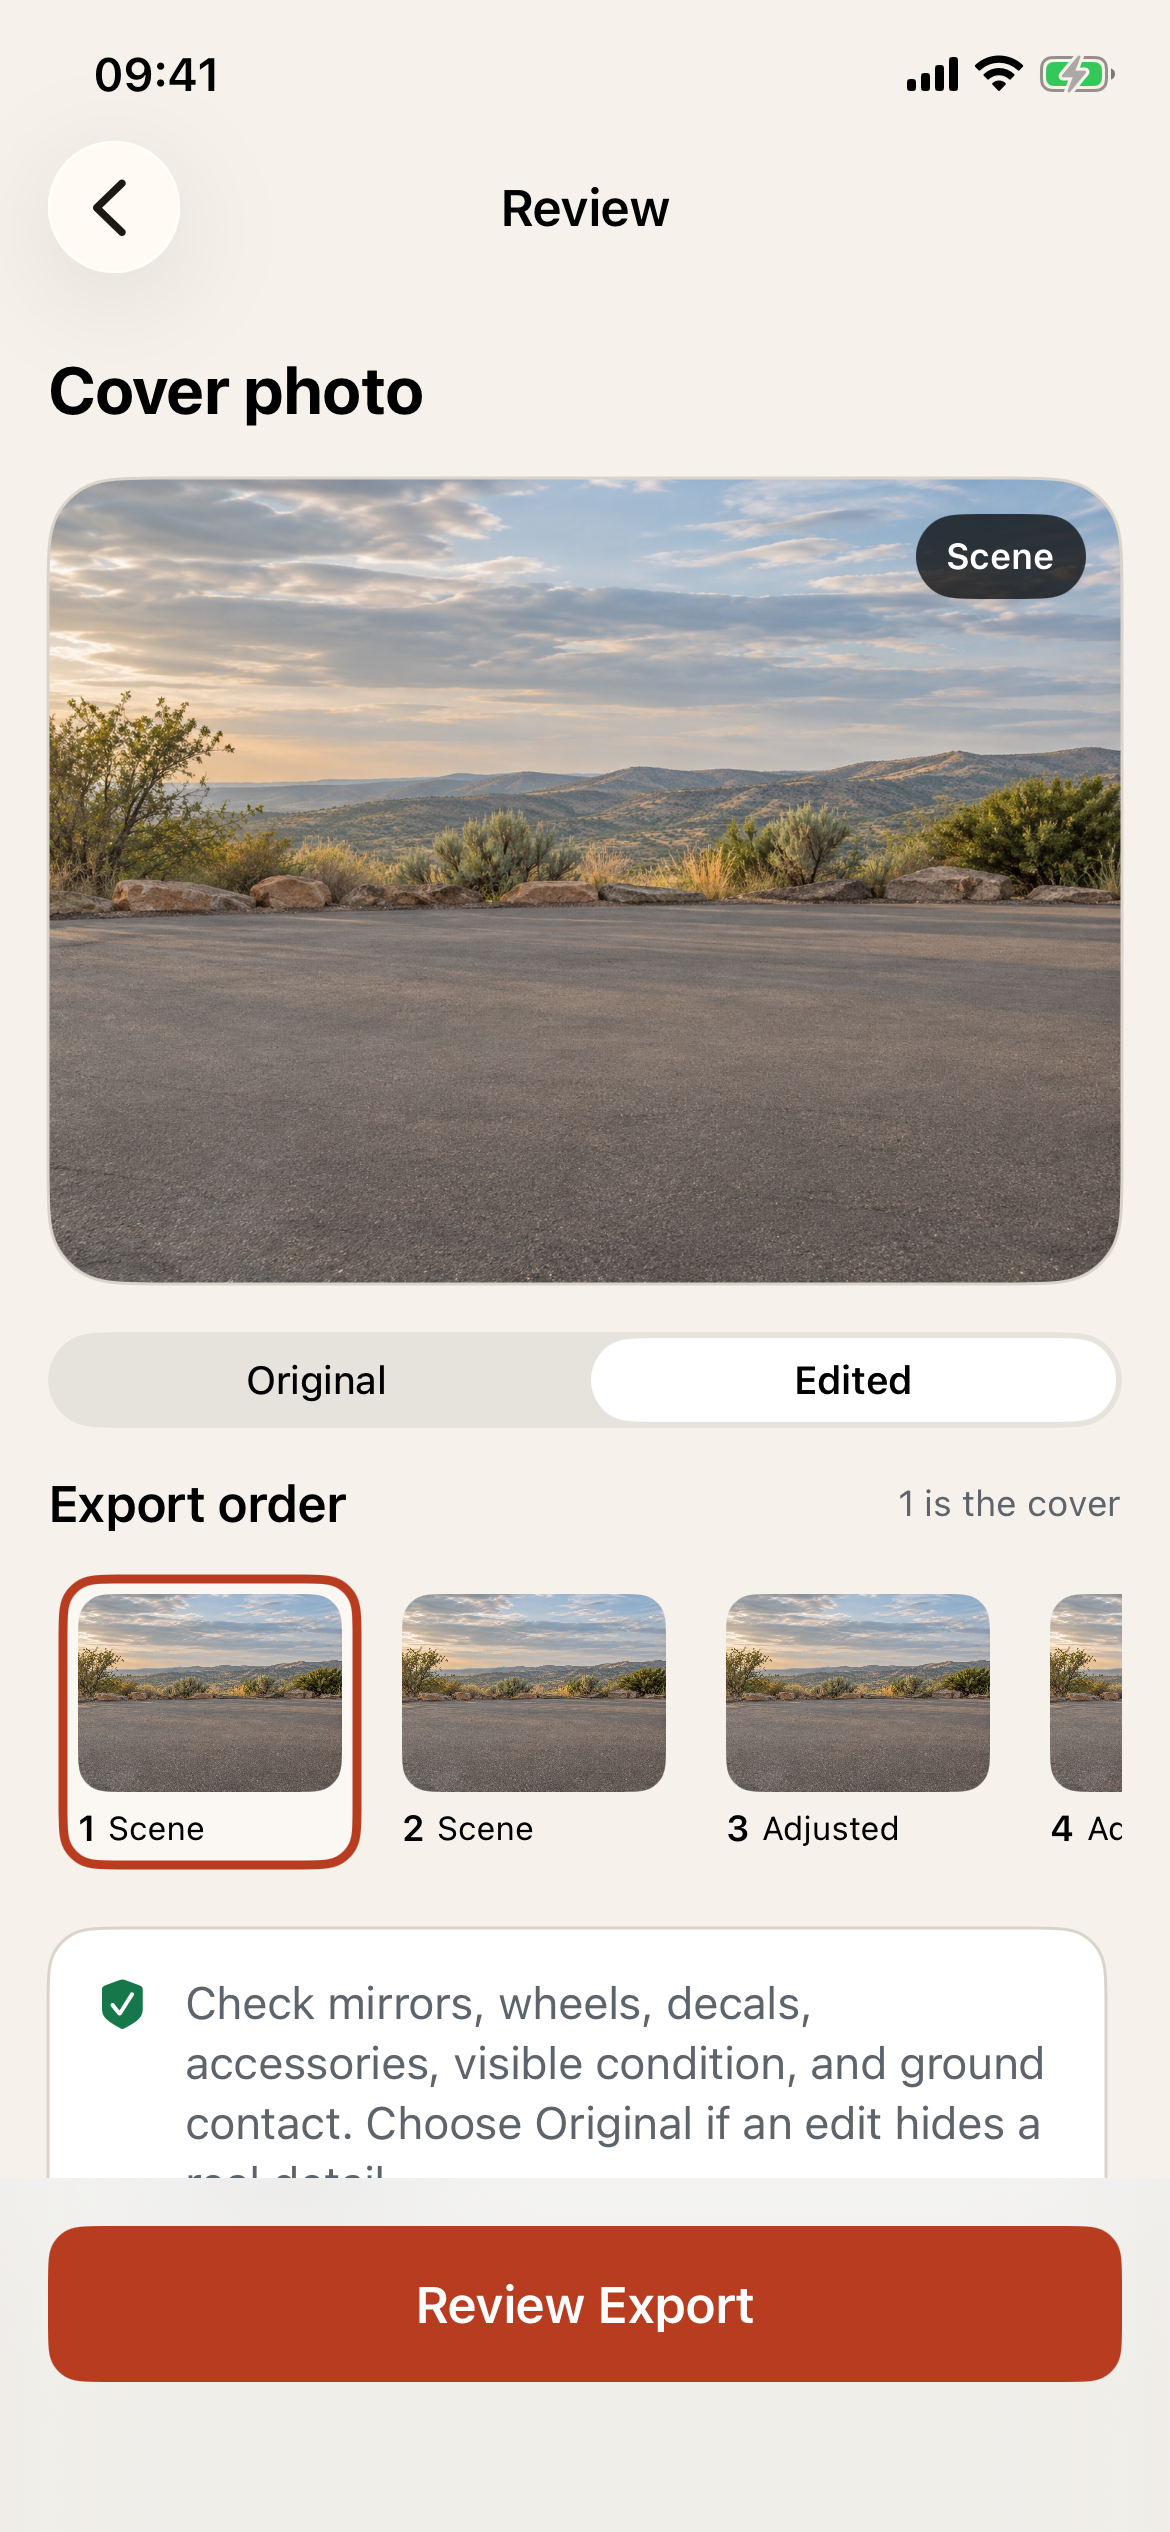 09:41
Review
Cover photo
Scene
Original
Edited
Export order
1 is the cover
1 Scene
2 Scene
3 Adjusted
4
Check mirrors, wheels, decals,
accessories, visible condition, and ground
contact. Choose Original if an edit hides a
real detail
Review Export